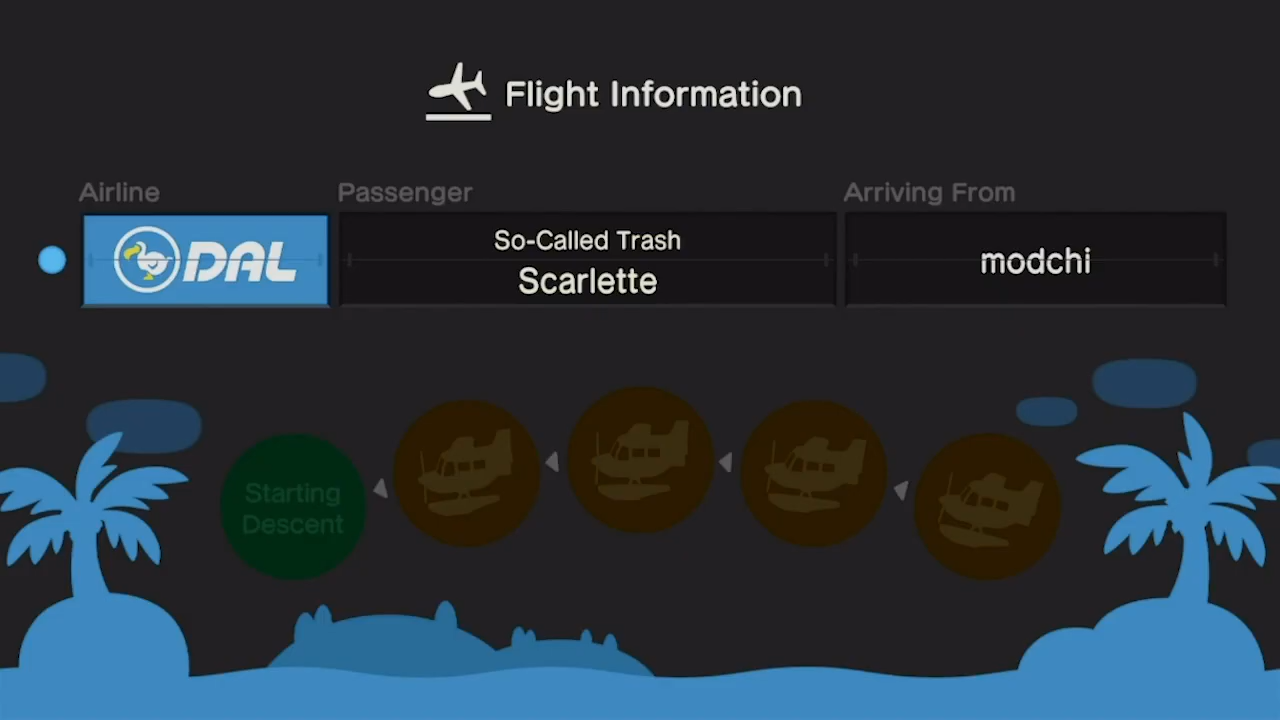 Flight Information
Airline
Passenger
Arriving From
DAL
So-Called Trash
Scarlette
modchi
Starting
Descent